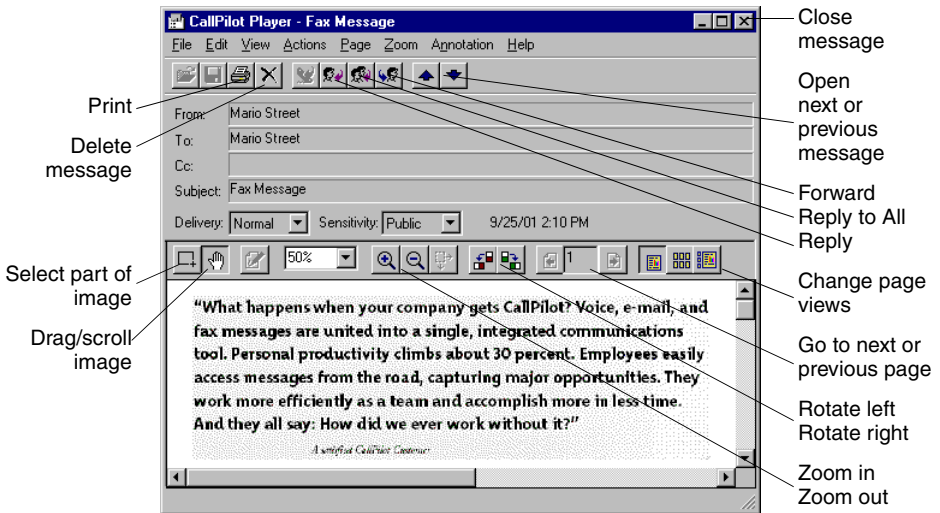 CallPilot Player - Fax Message
File Edit View Actions Page Zoom Annotation Help
From: Mario Street
To: Mario Street
Cc:
Subject: Fax Message
Delivery: Normal Sensitivity: Public 9/25/01 2:10 PM
50% 1
“What happens when your company gets CallPilot? Voice, e-mail, and
fax messages are united into a single, integrated communications
tool. Personal productivity climbs about 30 percent. Employees easily
access messages from the road, capturing major opportunities. They
work more efficiently as a team and accomplish more in less time.
And they all say: How did we ever work without it?”
A satisfied CallPilot Customer
Print
Delete
message
Select part of
image
Drag/scroll
image
Close
message
Open
next or
previous
message
Forward
Reply to All
Reply
Change page
views
Go to next or
previous page
Rotate left
Rotate right
Zoom in
Zoom out